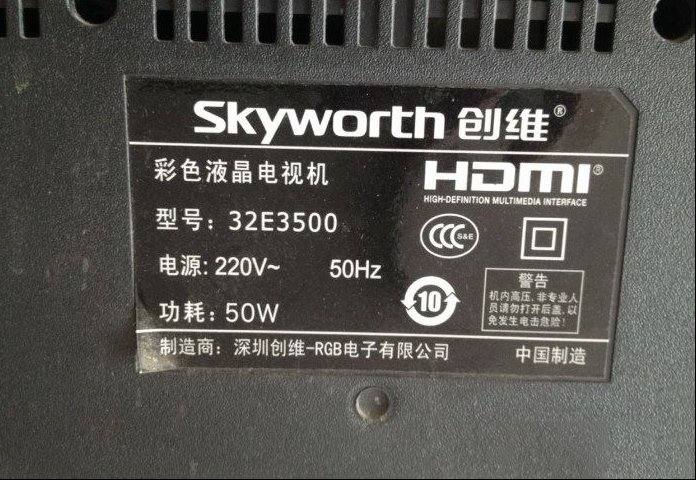 Skyworth 创维®
彩色液晶电视机
HDMI®
HIGH-DEFINITION MULTIMEDIA INTERFACE
型号: 32E3500
CCC S&E
电源: 220V~ 50Hz
10
功耗: 50W
警告
机内高压、非专业人
员请勿打开后盖,以
免发生电击危险!
制造商: 深圳创维-RGB电子有限公司 中国制造